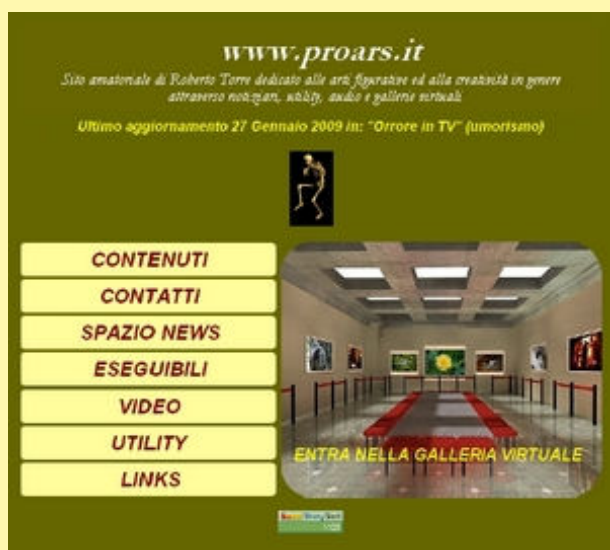 www.proars.it
Sito amatoriale di Roberto Torre dedicato alle arti figurative ed alla creatività in genere
attraverso notiziari, utility, audio e gallerie virtuali
Ultimo aggiornamento 27 Gennaio 2009 in: "Orrore in TV" (umorismo)
CONTENUTI
CONTATTI
SPAZIO NEWS
ESEGUIBILI
VIDEO
UTILITY
LINKS
ENTRA NELLA GALLERIA VIRTUALE